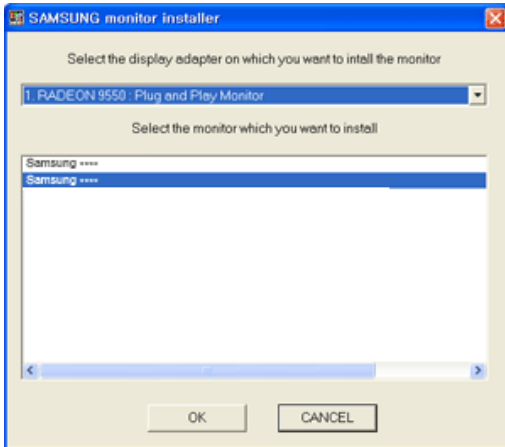 SAMSUNG monitor installer
Select the display adapter on which you want to intall the monitor
1. RADEON 9550 : Plug and Play Monitor
Select the monitor which you want to install
Samsung ----
Samsung ----
OK
CANCEL